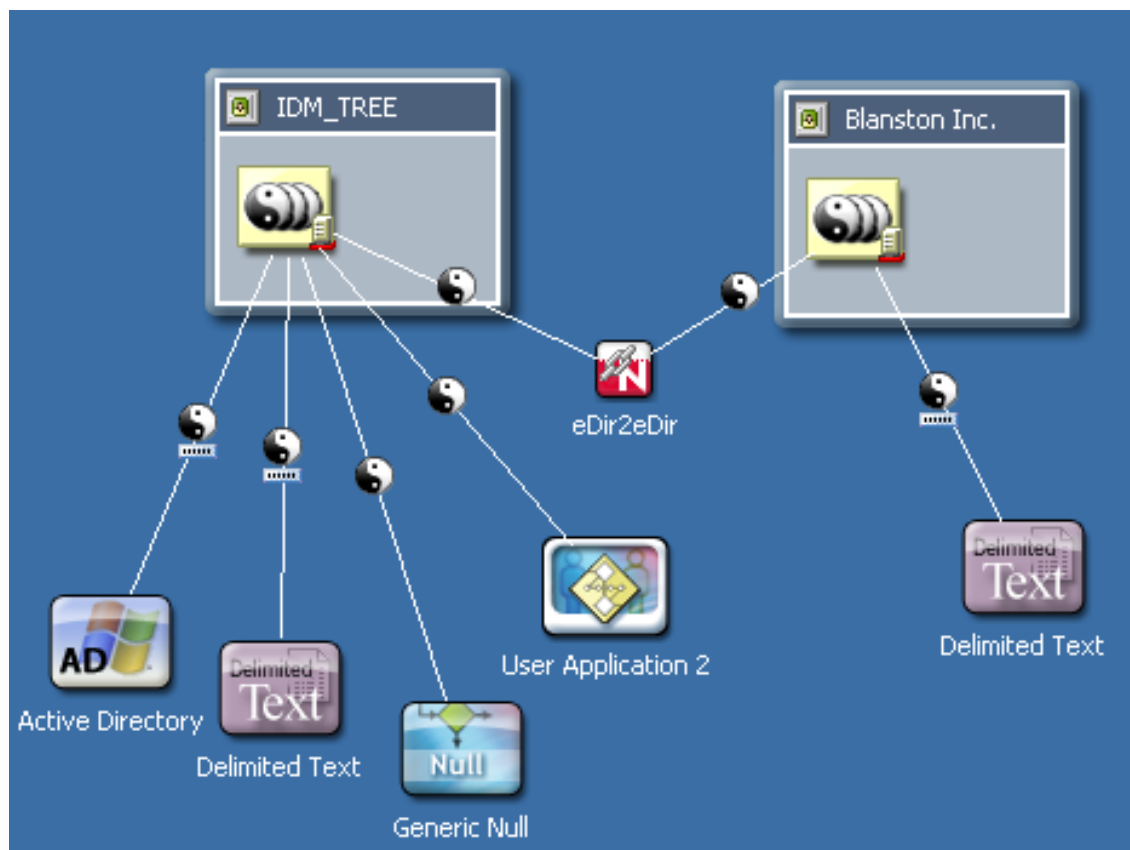 IDM_TREE
Blanston Inc.
N
eDir2eDir
Delimited
Text
Delimited Text
AD
Active Directory
Delimited
Text
Delimited Text
User Application 2
Null
Generic Null